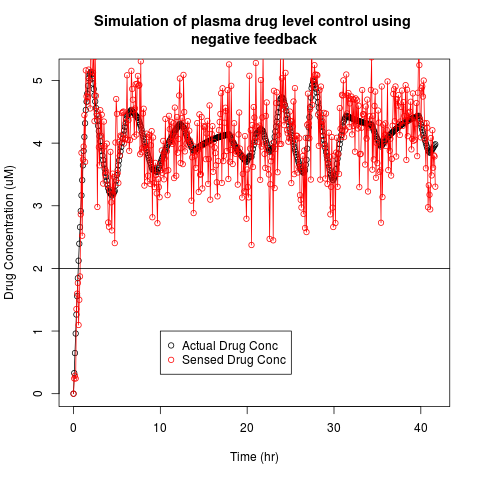 Simulation of plasma drug level control using
negative feedback
Drug Concentration (uM)
5
4
3
2
1
0
Actual Drug Conc
Sensed Drug Conc
0 10 20 30 40
Time (hr)